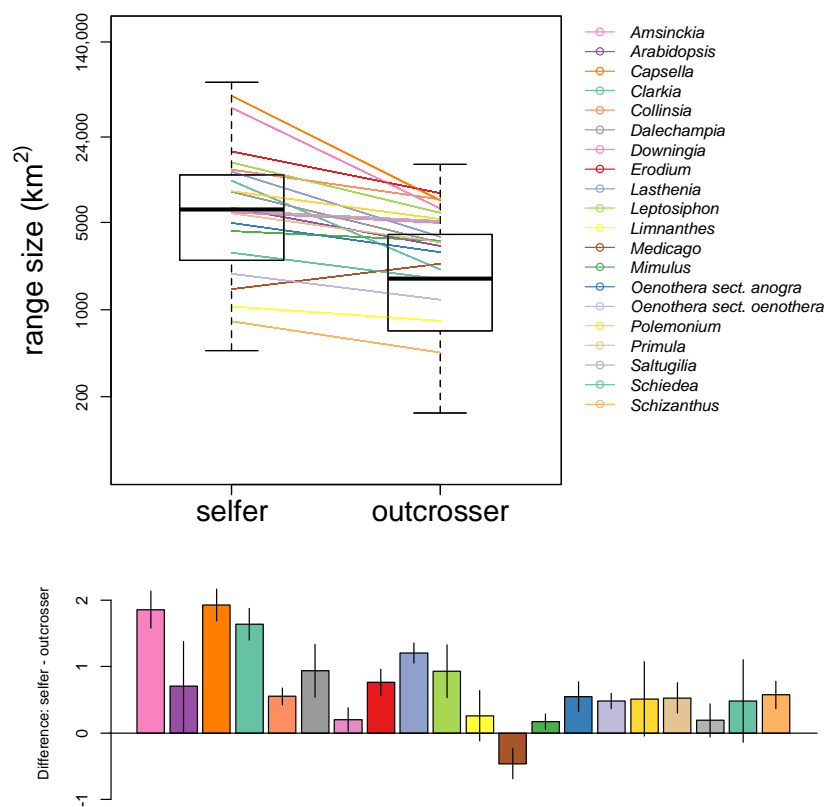 range size (km2)
140,000
24,000
5000
1000
200
selfer
outcrosser
Amsinckia
Arabidopsis
Capsella
Clarkia
Collinsia
Dalechampia
Downingia
Erodium
Lasthenia
Leptosiphon
Limnanthes
Medicago
Mimulus
Oenothera sect. anogra
Oenothera sect. oenothera
Polemonium
Primula
Saltugilia
Schiedea
Schizanthus
Difference: selfer - outcrosser
2
1
0
-1